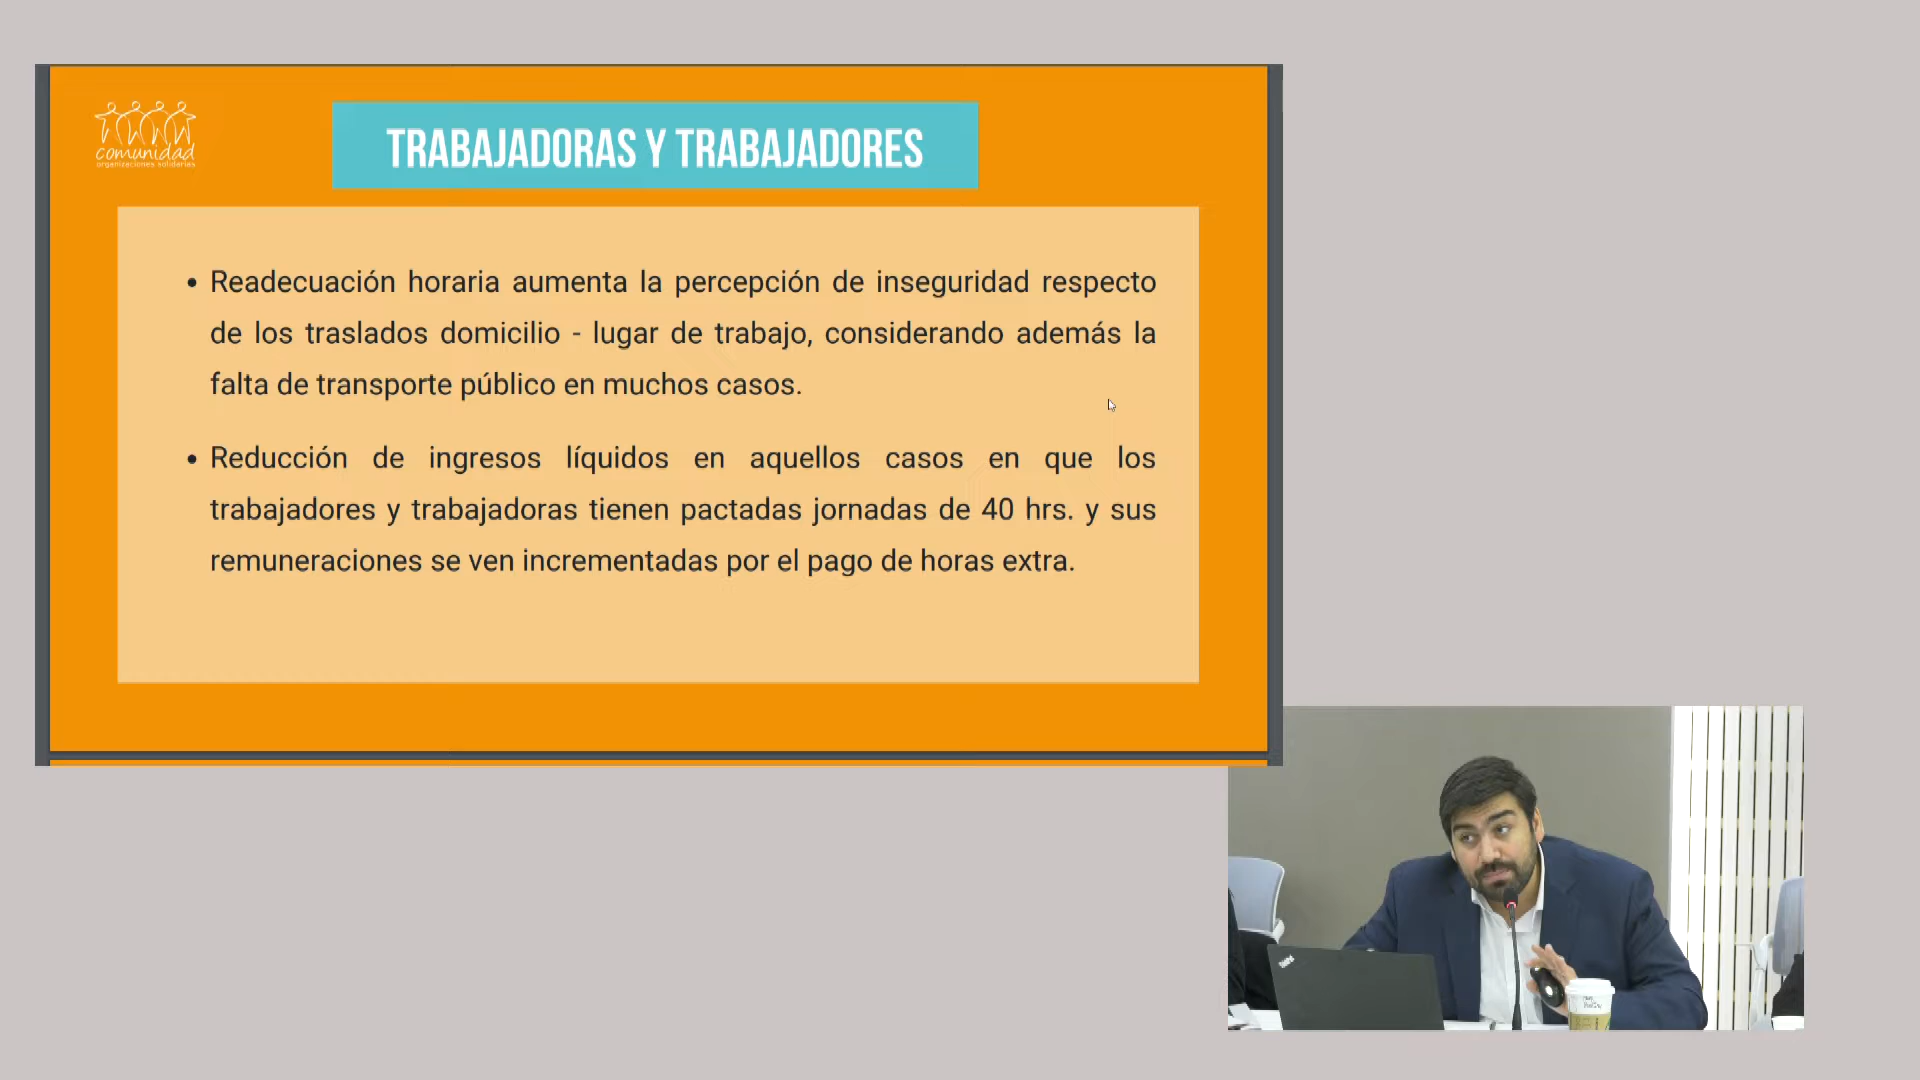 comunidad
organizaciones solidarias
TRABAJADORAS Y TRABAJADORES
• Readecuación horaria aumenta la percepción de inseguridad respecto
de los traslados domicilio - lugar de trabajo, considerando además la
falta de transporte público en muchos casos.
• Reducción de ingresos líquidos en aquellos casos en que los
trabajadores y trabajadoras tienen pactadas jornadas de 40 hrs. y sus
remuneraciones se ven incrementadas por el pago de horas extra.